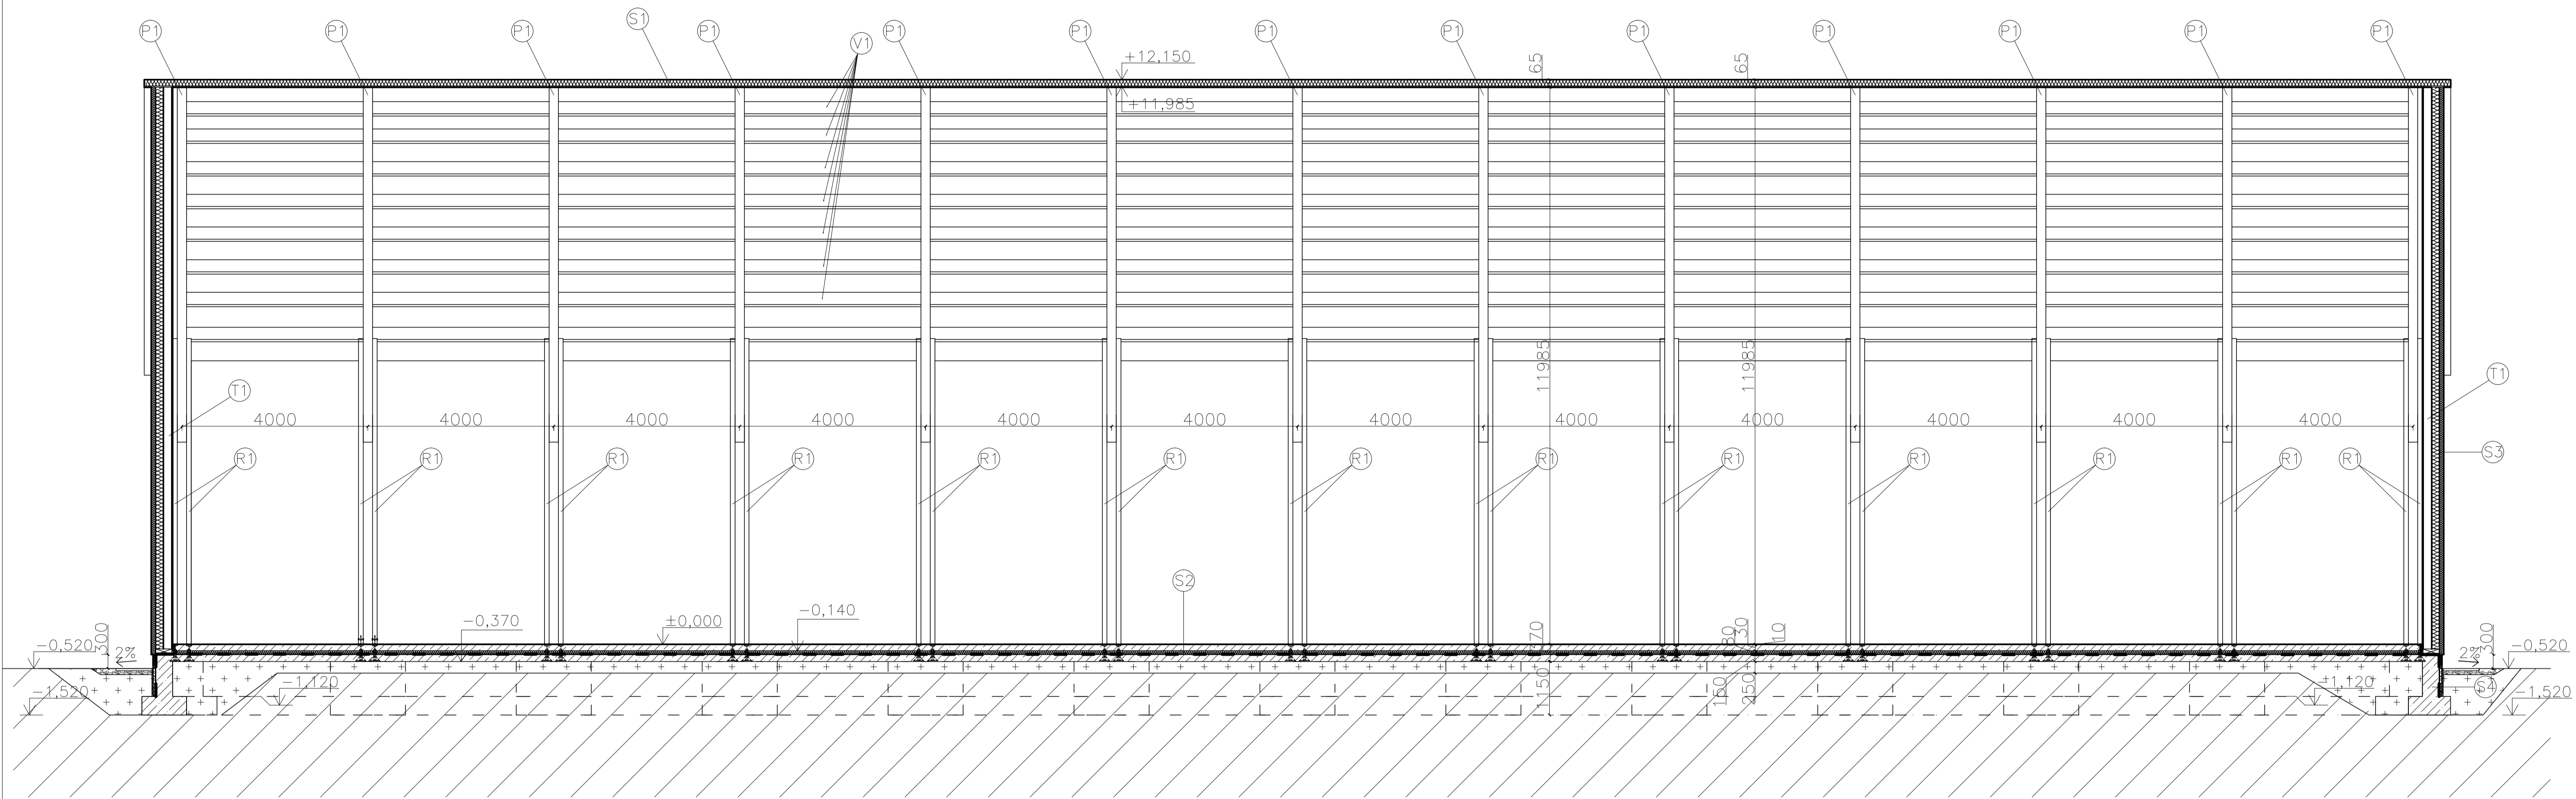 S1
P1 P1 P1 P1 P1 P1 P1 P1 P1 P1 P1 P1 P1
V1
+12,150
65 65
+11,985
11985 11985
T1 T1
4000 4000 4000 4000 4000 4000 4000 4000 4000 4000 4000 4000
S3
R1 R1 R1 R1 R1 R1 R1 R1 R1 R1 R1 R1 R1
S2
-0,370 ±0,000 -0,140
370 80 230 10
-0,520 300 2% 2% 300 -0,520
-1,520 -1,120 1150 150 250 -1,120 S4 -1,520